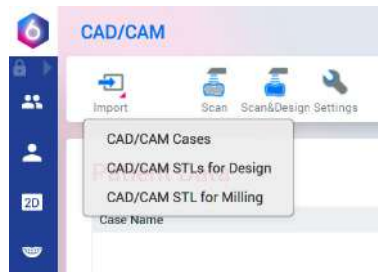 6
CAD/CAM
Import
Scan
Scan&Design
Settings
CAD/CAM Cases
CAD/CAM STLs for Design
CAD/CAM STL for Milling
Case Name
2D